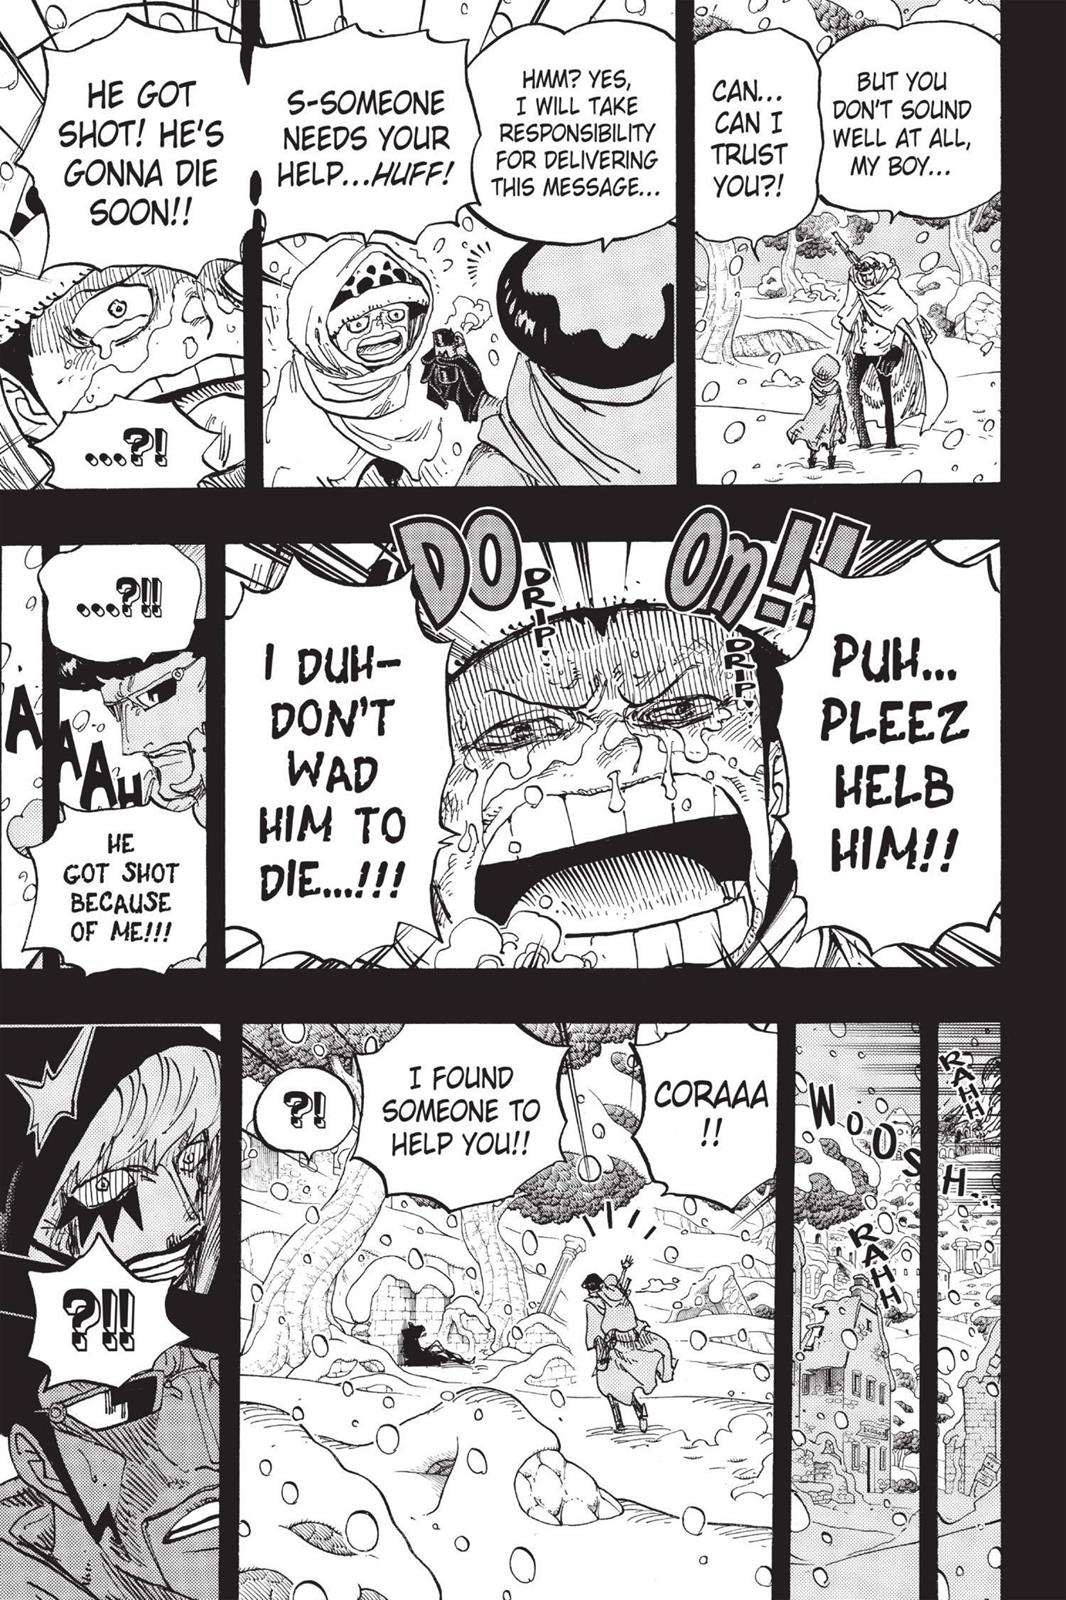 BUT YOU
DON'T SOUND
WELL AT ALL,
MY BOY...
CAN...
CAN I
TRUST
YOU?!
HMM? YES,
I WILL TAKE
RESPONSIBILITY
FOR DELIVERING
THIS MESSAGE...
S-SOMEONE
NEEDS YOUR
HELP...HUFF!
HE GOT
SHOT! HE'S
GONNA DIE
SOON!!
...?!
DO OM!!
DRIP
DRIP
PUH...
PLEEZ
HELB
HIM!!
I DUH-
DON'T
WAD
HIM TO
DIE...!!!
...?!!
AAAAH
HE
GOT SHOT
BECAUSE
OF ME!!!
RAHH
WOOSH...
RAHH
CORAAA
!!
I FOUND
SOMEONE TO
HELP YOU!!
?!
?!!